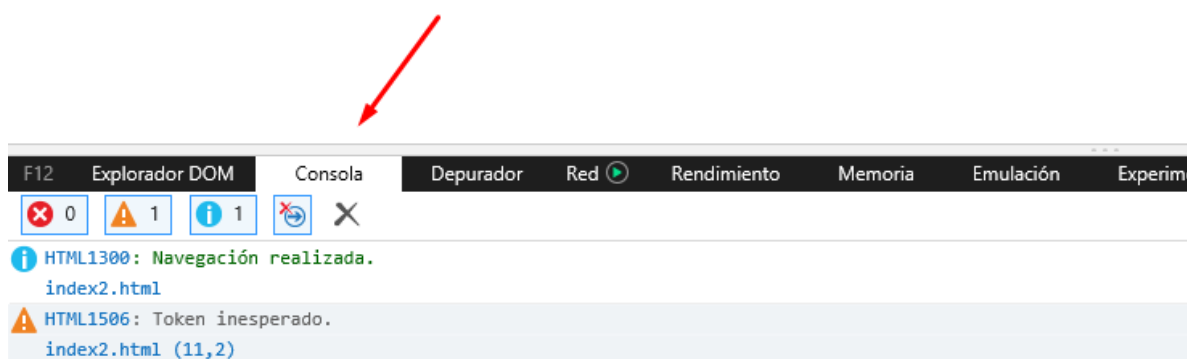 F12 Explorador DOM Consola Depurador Red Rendimiento Memoria Emulación Experim
0 1 1
HTML1300: Navegación realizada.
index2.html
HTML1506: Token inesperado.
index2.html (11,2)